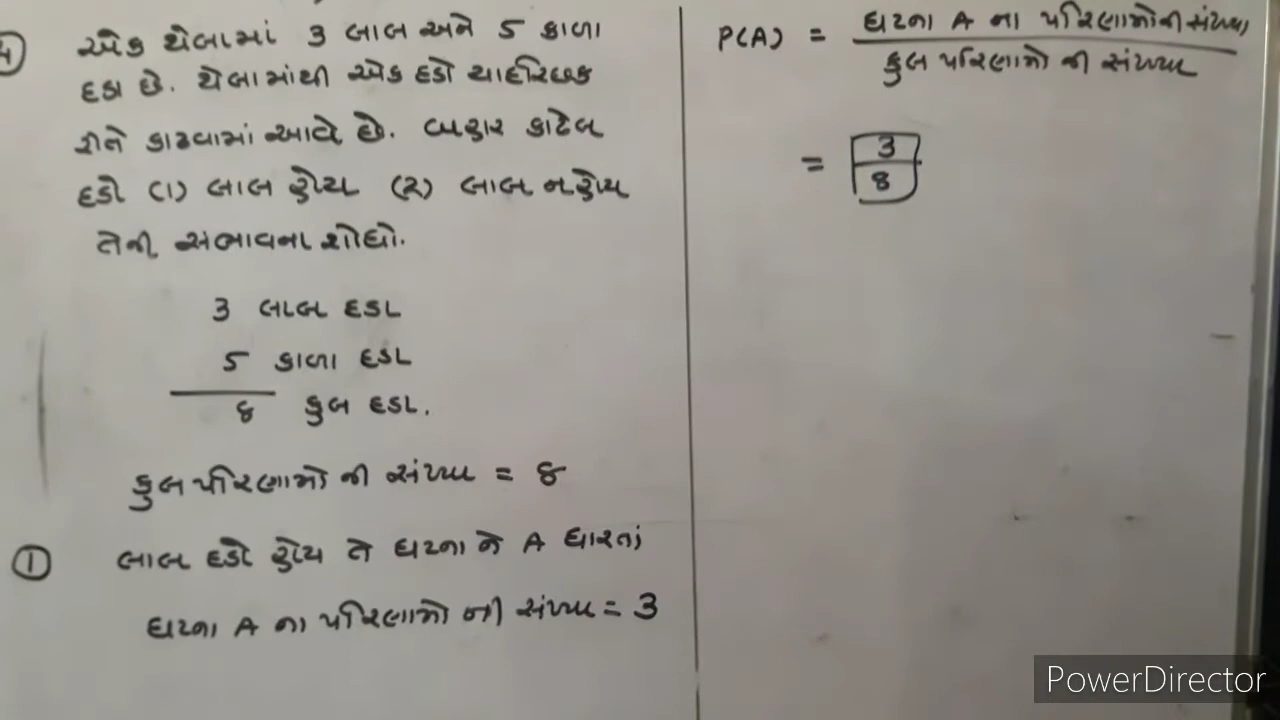 4
એક થેલામાં 3 લાલ અને 5 કાળા
દડા છે. થેલામાંથી એક દડો યાદચ્છિક
રીતે કાઢવામાં આવે છે. બહાર કાઢેલ
દડો (1) લાલ હોય (2) લાલ ન હોય
તેની સંભાવના શોધો.
3 લાલ દડા
5 કાળા દડા
8 કુલ દડા.
કુલ પરિણામો ની સંખ્યા = 8
1 લાલ દડો હોય તે ઘટના ને A ધારતાં
ઘટના A ના પરિણામો ની સંખ્યા = 3
P(A) = ઘટના A ના પરિણામોની સંખ્યા
કુલ પરિણામો ની સંખ્યા
= 3
8
PowerDirector